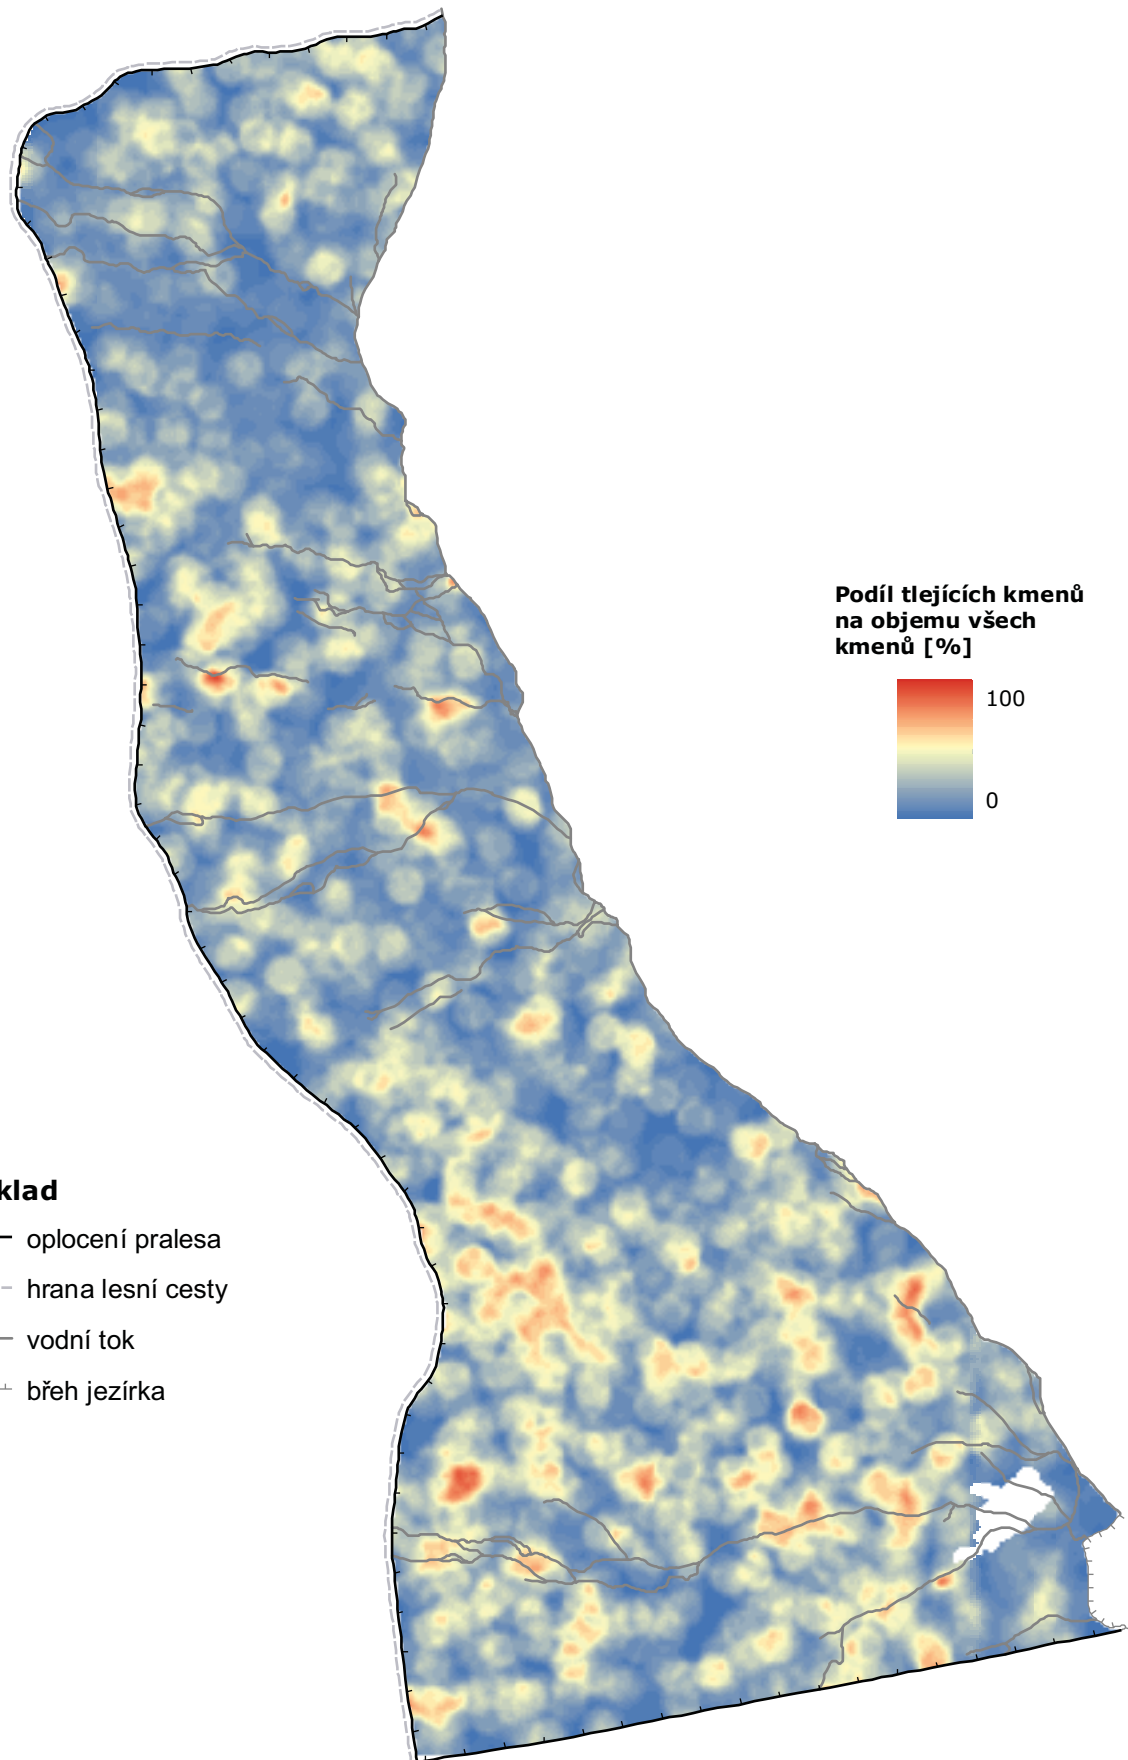 Podíl tlejících kmenů
na objemu všech
kmenů [%]
100
0
klad
oplocení pralesa
hrana lesní cesty
vodní tok
břeh jezírka